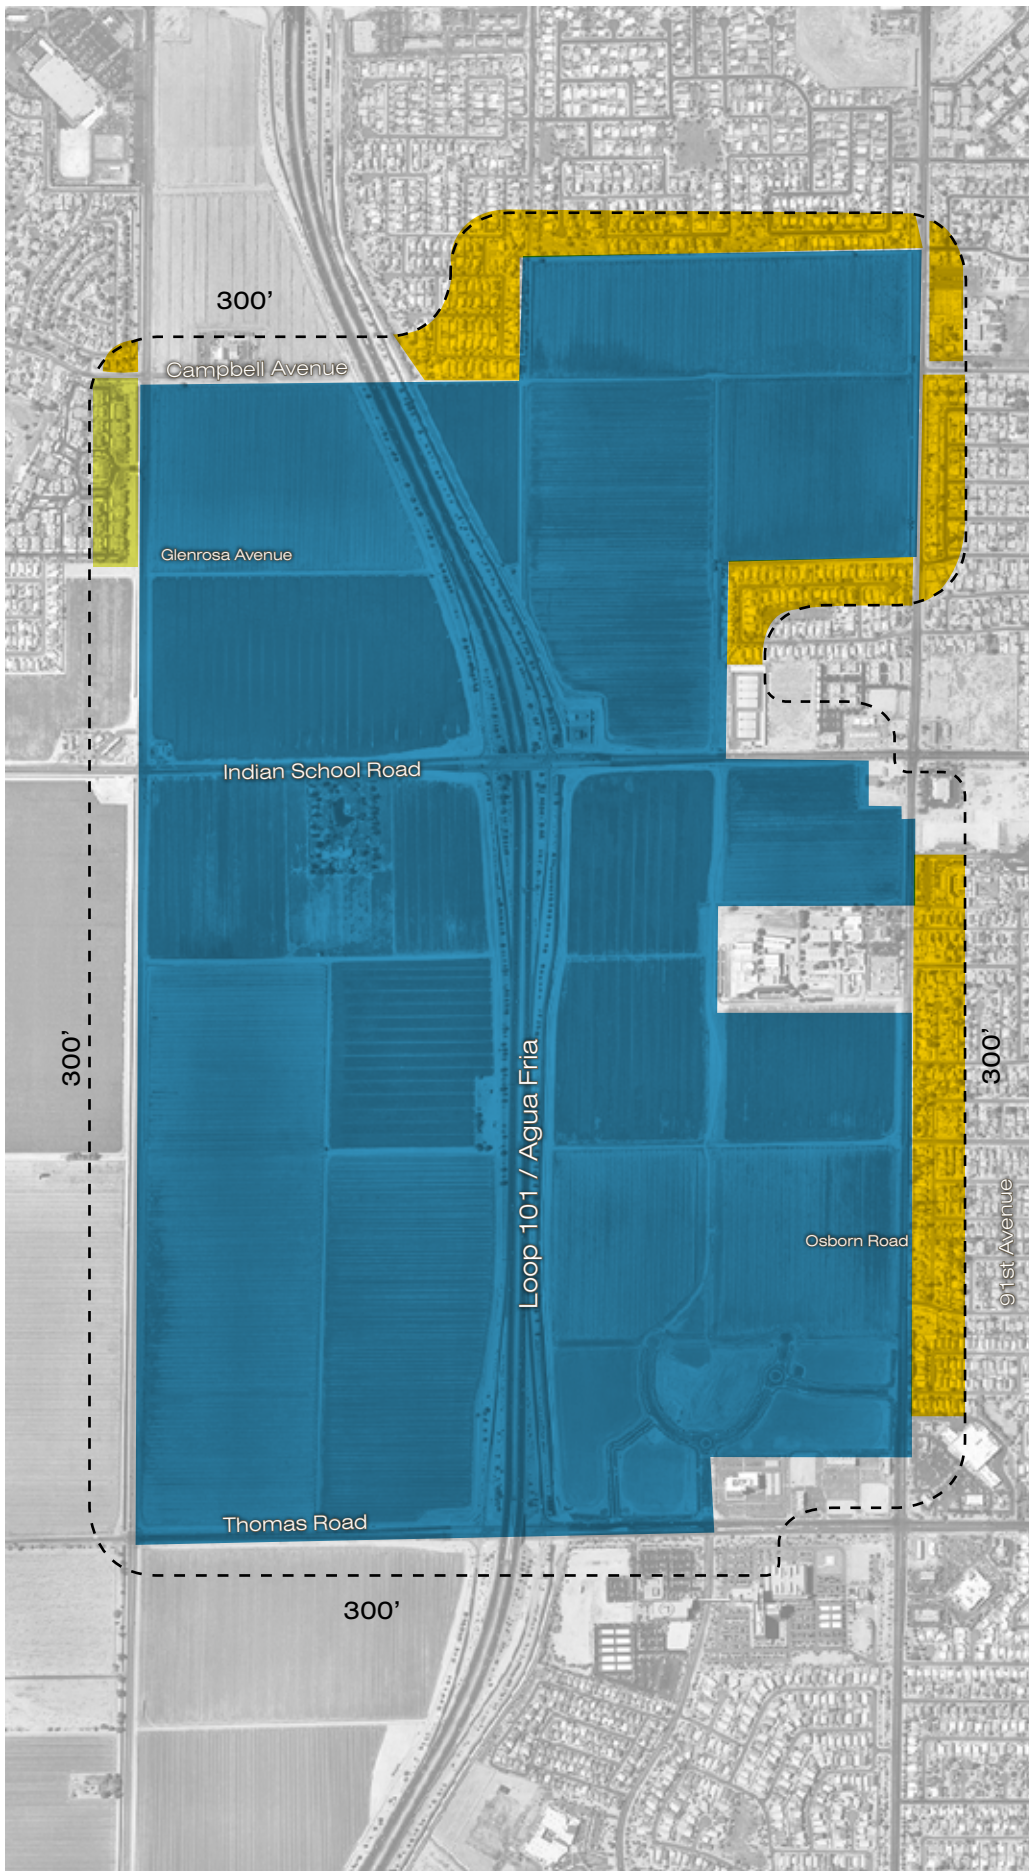 300’
Campbell Avenue
Glenrosa Avenue
Indian School Road
300’
Loop 101 / Agua Fria
300’
91st Avenue
Osborn Road
Thomas Road
300’